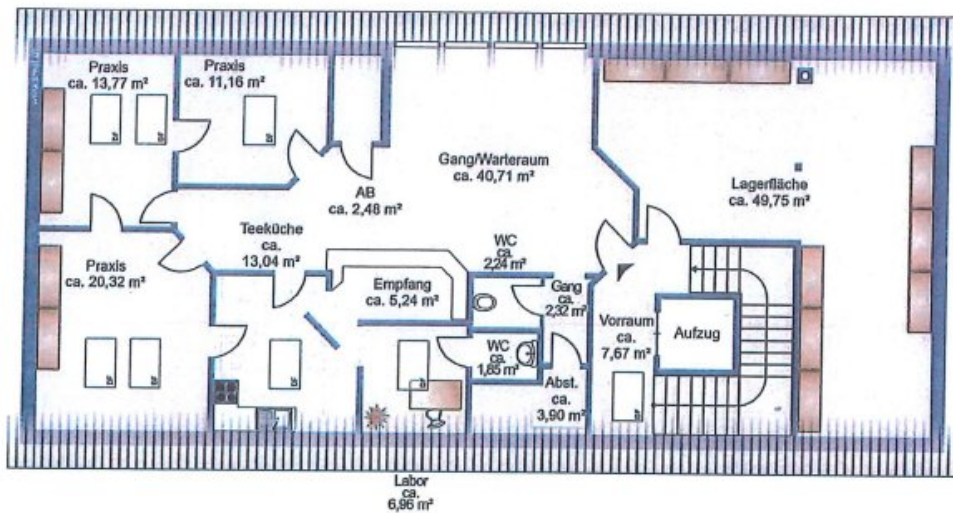 Praxis
ca. 13,77 m²
Praxis
ca. 11,16 m²
Gang/Warteraum
ca. 40,71 m²
AB
ca. 2,48 m²
Lagerfläche
ca. 49,75 m²
Teeküche
ca.
13,04 m²
WC
ca.
2,24 m²
Praxis
ca. 20,32 m²
Empfang
ca. 5,24 m²
Gang
ca.
2,32 m²
Vorraum
ca.
7,67 m²
Aufzug
WC
ca.
1,65 m²
Abst.
ca.
3,90 m²
Labor
ca.
6,96 m²